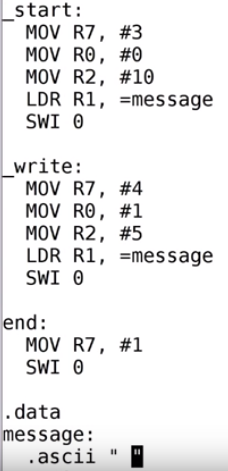 _start:
MOV R7, #3
MOV R0, #0
MOV R2, #10
LDR R1, =message
SWI 0
_write:
MOV R7, #4
MOV R0, #1
MOV R2, #5
LDR R1, =message
SWI 0
end:
MOV R7, #1
SWI 0
.data
message:
.ascii " "